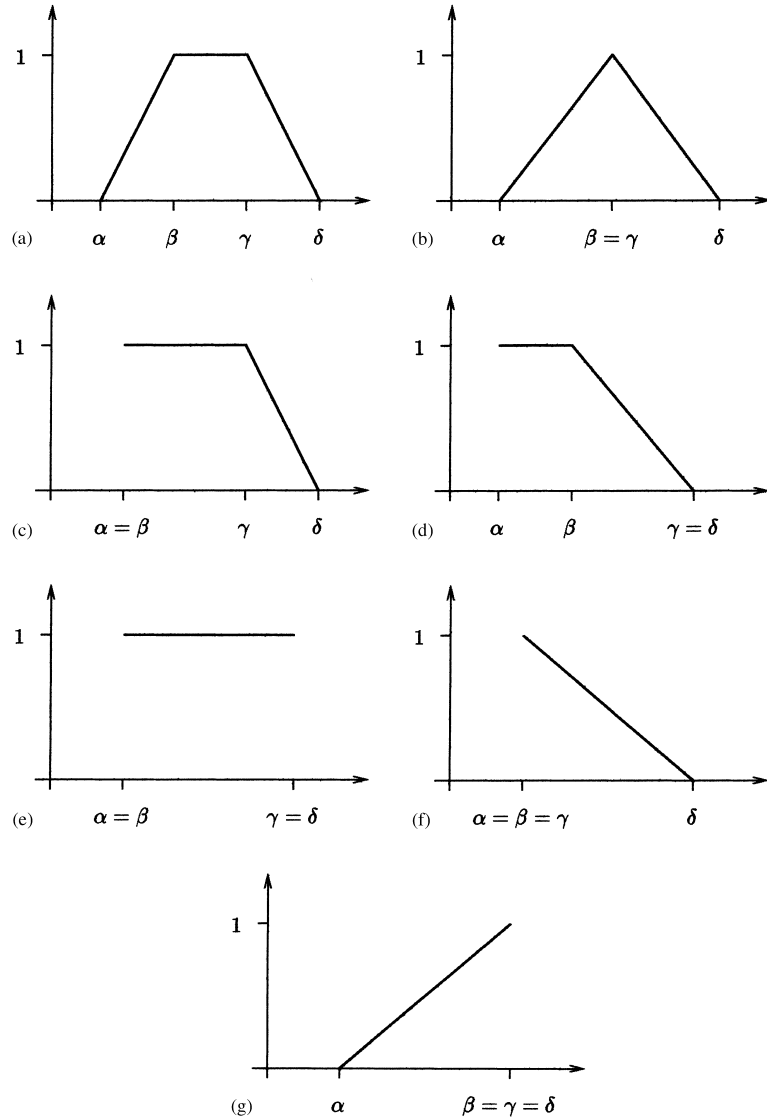 1
1
(a) α β γ δ
(b) α β = γ δ
1
1
(c) α = β γ δ
(d) α β γ = δ
1
1
(e) α = β γ = δ
(f) α = β = γ δ
1
(g) α β = γ = δ